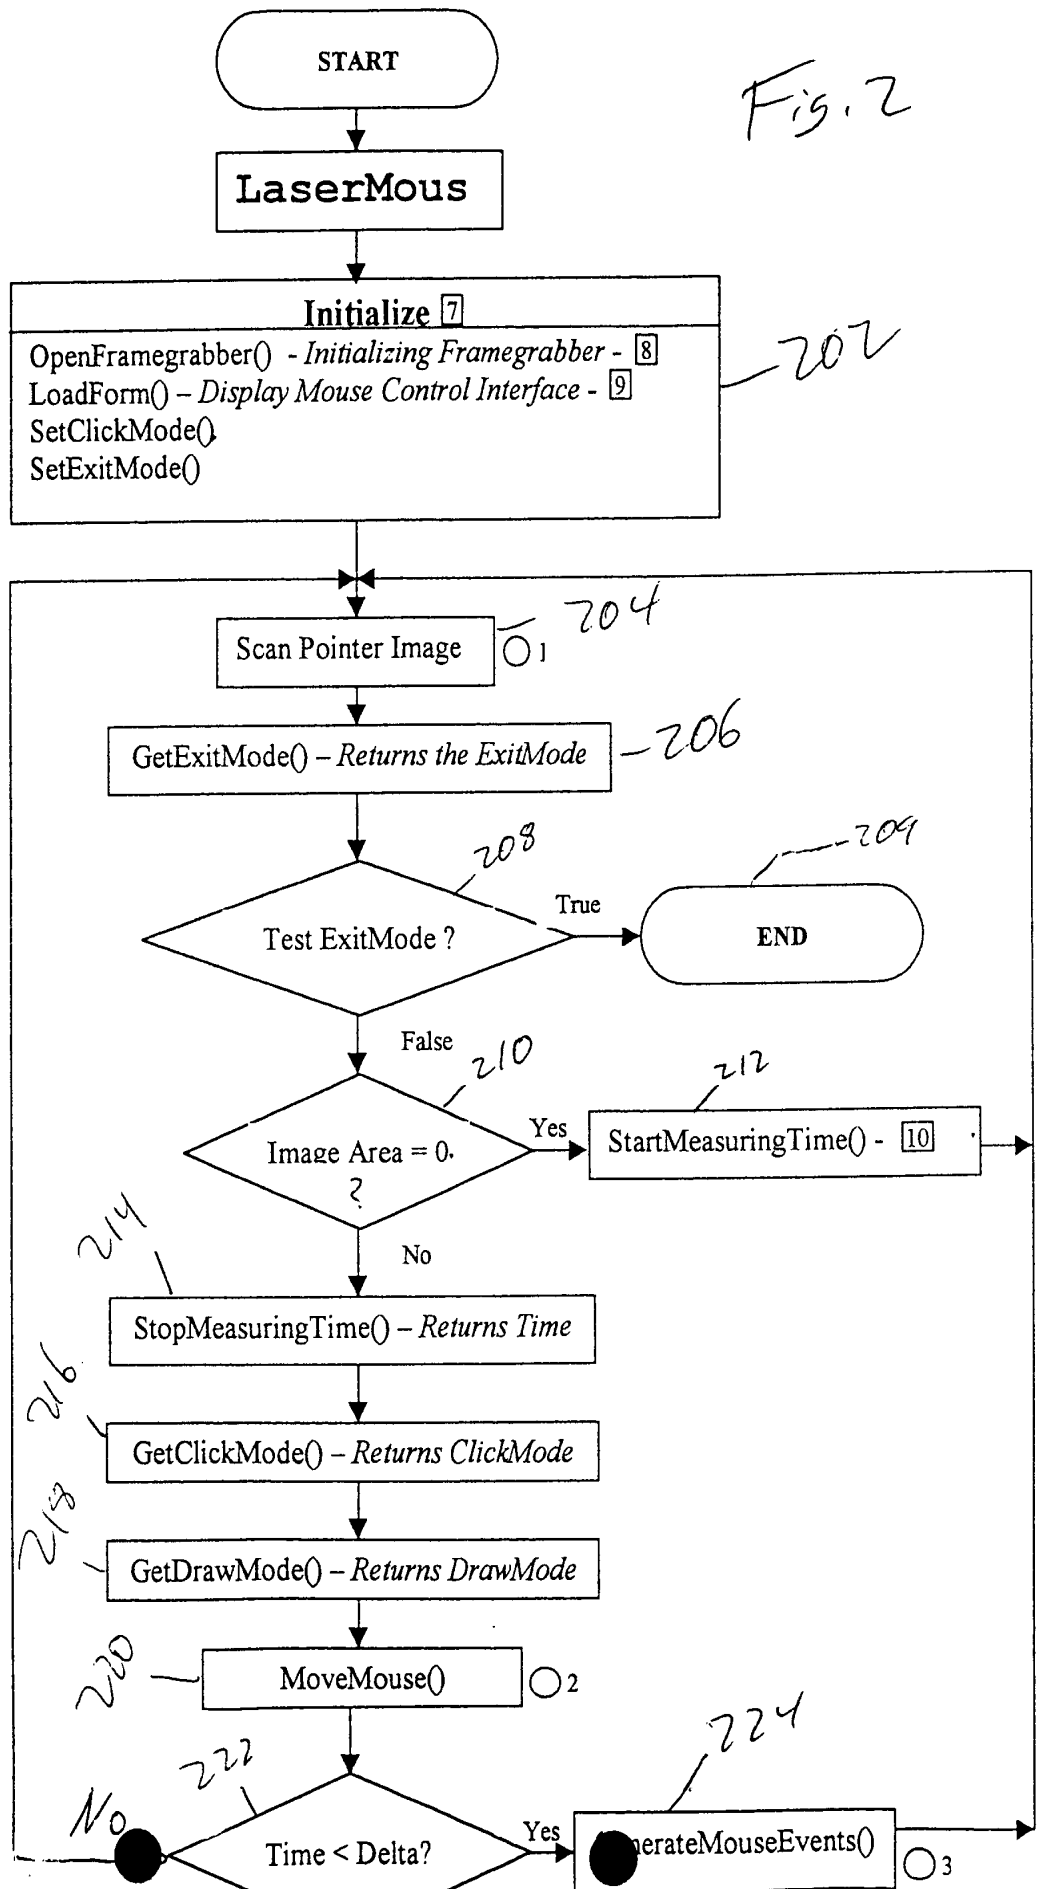 START
Fig. 2
LaserMous
Initialize 7
OpenFramegrabber() - Initializing Framegrabber - 8
LoadForm() – Display Mouse Control Interface - 9
SetClickMode()
SetExitMode()
202
204
Scan Pointer Image
1
206
GetExitMode() – Returns the ExitMode
208
209
True
Test ExitMode ?
END
False
210
212
Yes
StartMeasuringTime() - 10
Image Area = 0.
?
214
No
StopMeasuringTime() – Returns Time
216
GetClickMode() – Returns ClickMode
218
GetDrawMode() – Returns DrawMode
220
MoveMouse()
2
224
222
No
Yes
Time < Delta?
nerateMouseEvents()
3